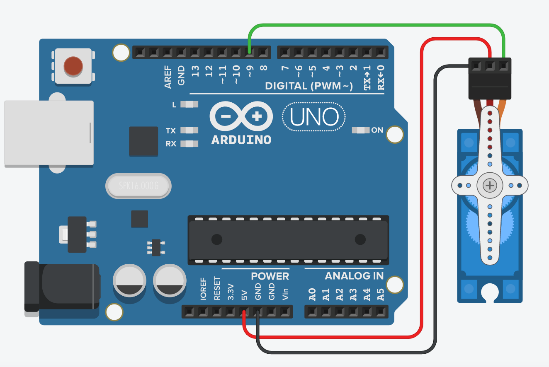 AREF
GND
13
12
~11
~10
~9
8
7
~6
~5
~4
~3
2
TX→1
RX←0
DIGITAL (PWM~)
L
TX
RX
ARDUINO
UNO
ON
POWER
ANALOG IN
IOREF
RESET
3.3V
5V
GND
GND
Vin
A0
A1
A2
A3
A4
A5